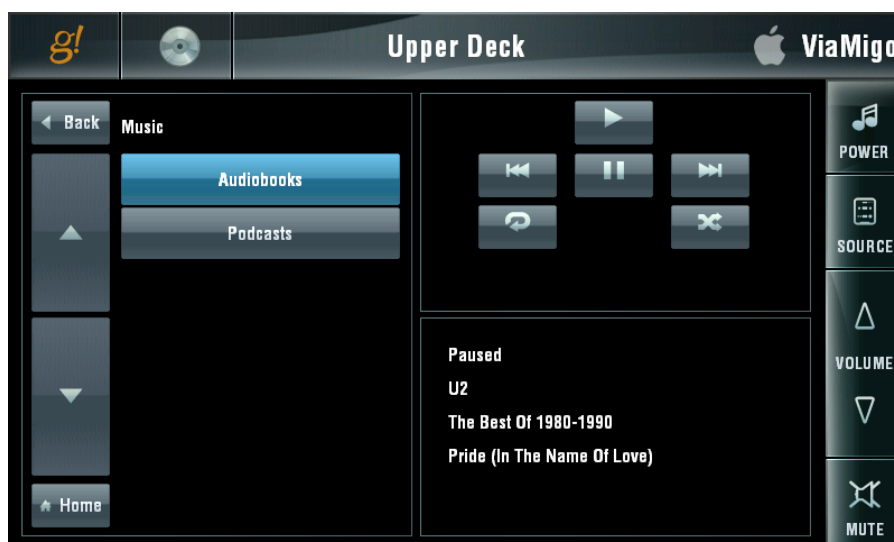 g!
Upper Deck
ViaMigo
Back
Music
Audiobooks
Podcasts
Home
Paused
U2
The Best Of 1980-1990
Pride (In The Name Of Love)
POWER
SOURCE
VOLUME
MUTE